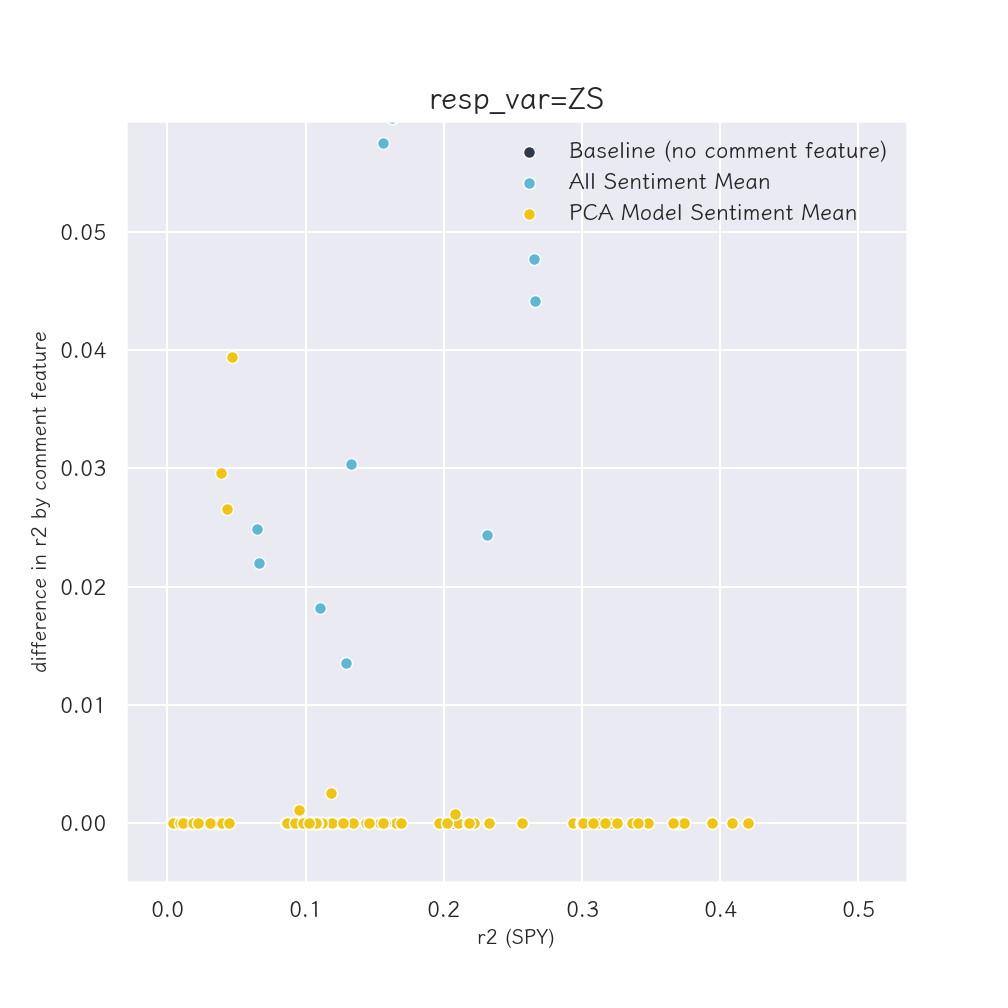 resp_var=ZS
Baseline (no comment feature)
All Sentiment Mean
PCA Model Sentiment Mean
difference in r2 by comment feature
0.05
0.04
0.03
0.02
0.01
0.00
0.0 0.1 0.2 0.3 0.4 0.5
r2 (SPY)